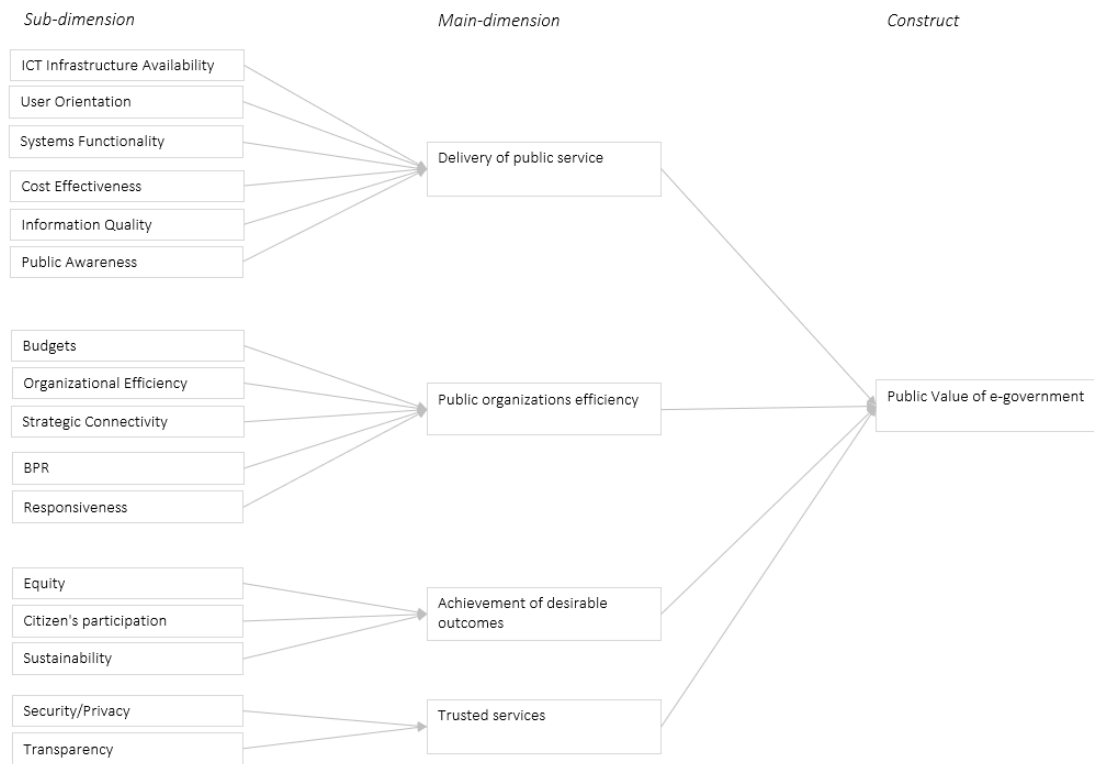 Sub-dimension
Main-dimension
Construct
ICT Infrastructure Availability
User Orientation
Systems Functionality
Cost Effectiveness
Information Quality
Public Awareness
Delivery of public service
Budgets
Organizational Efficiency
Strategic Connectivity
BPR
Responsiveness
Public organizations efficiency
Public Value of e-government
Equity
Citizen's participation
Sustainability
Achievement of desirable
outcomes
Security/Privacy
Transparency
Trusted services